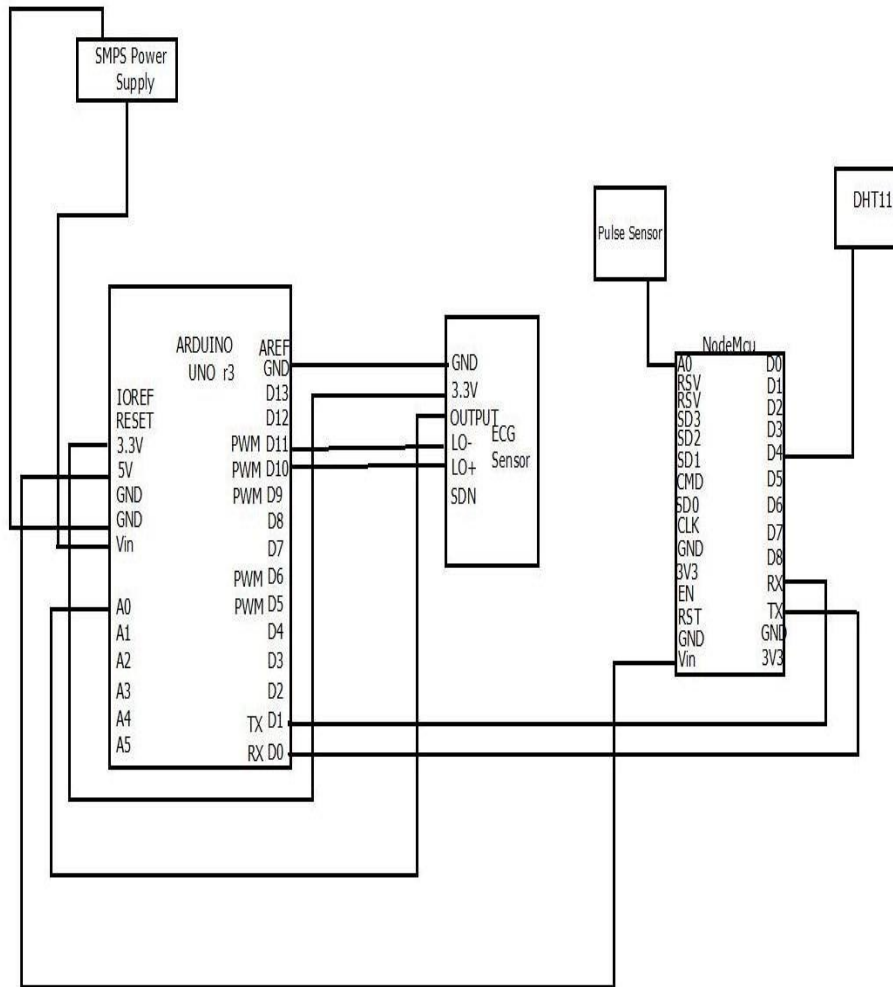 SMPS Power
Supply
DHT11
Pulse Sensor
ARDUINO
UNO r3
IOREF
RESET
3.3V
5V
GND
GND
Vin
A0
A1
A2
A3
A4
A5
AREF
GND
D13
D12
PWM D11
PWM D10
PWM D9
D8
D7
PWM D6
PWM D5
D4
D3
D2
TX D1
RX D0
GND
3.3V
OUTPUT
LO-
LO+
SDN
ECG
Sensor
NodeMcu
A0
RSV
RSV
SD3
SD2
SD1
CMD
SD0
CLK
GND
3V3
EN
RST
GND
Vin
D0
D1
D2
D3
D4
D5
D6
D7
D8
RX
TX
GND
3V3